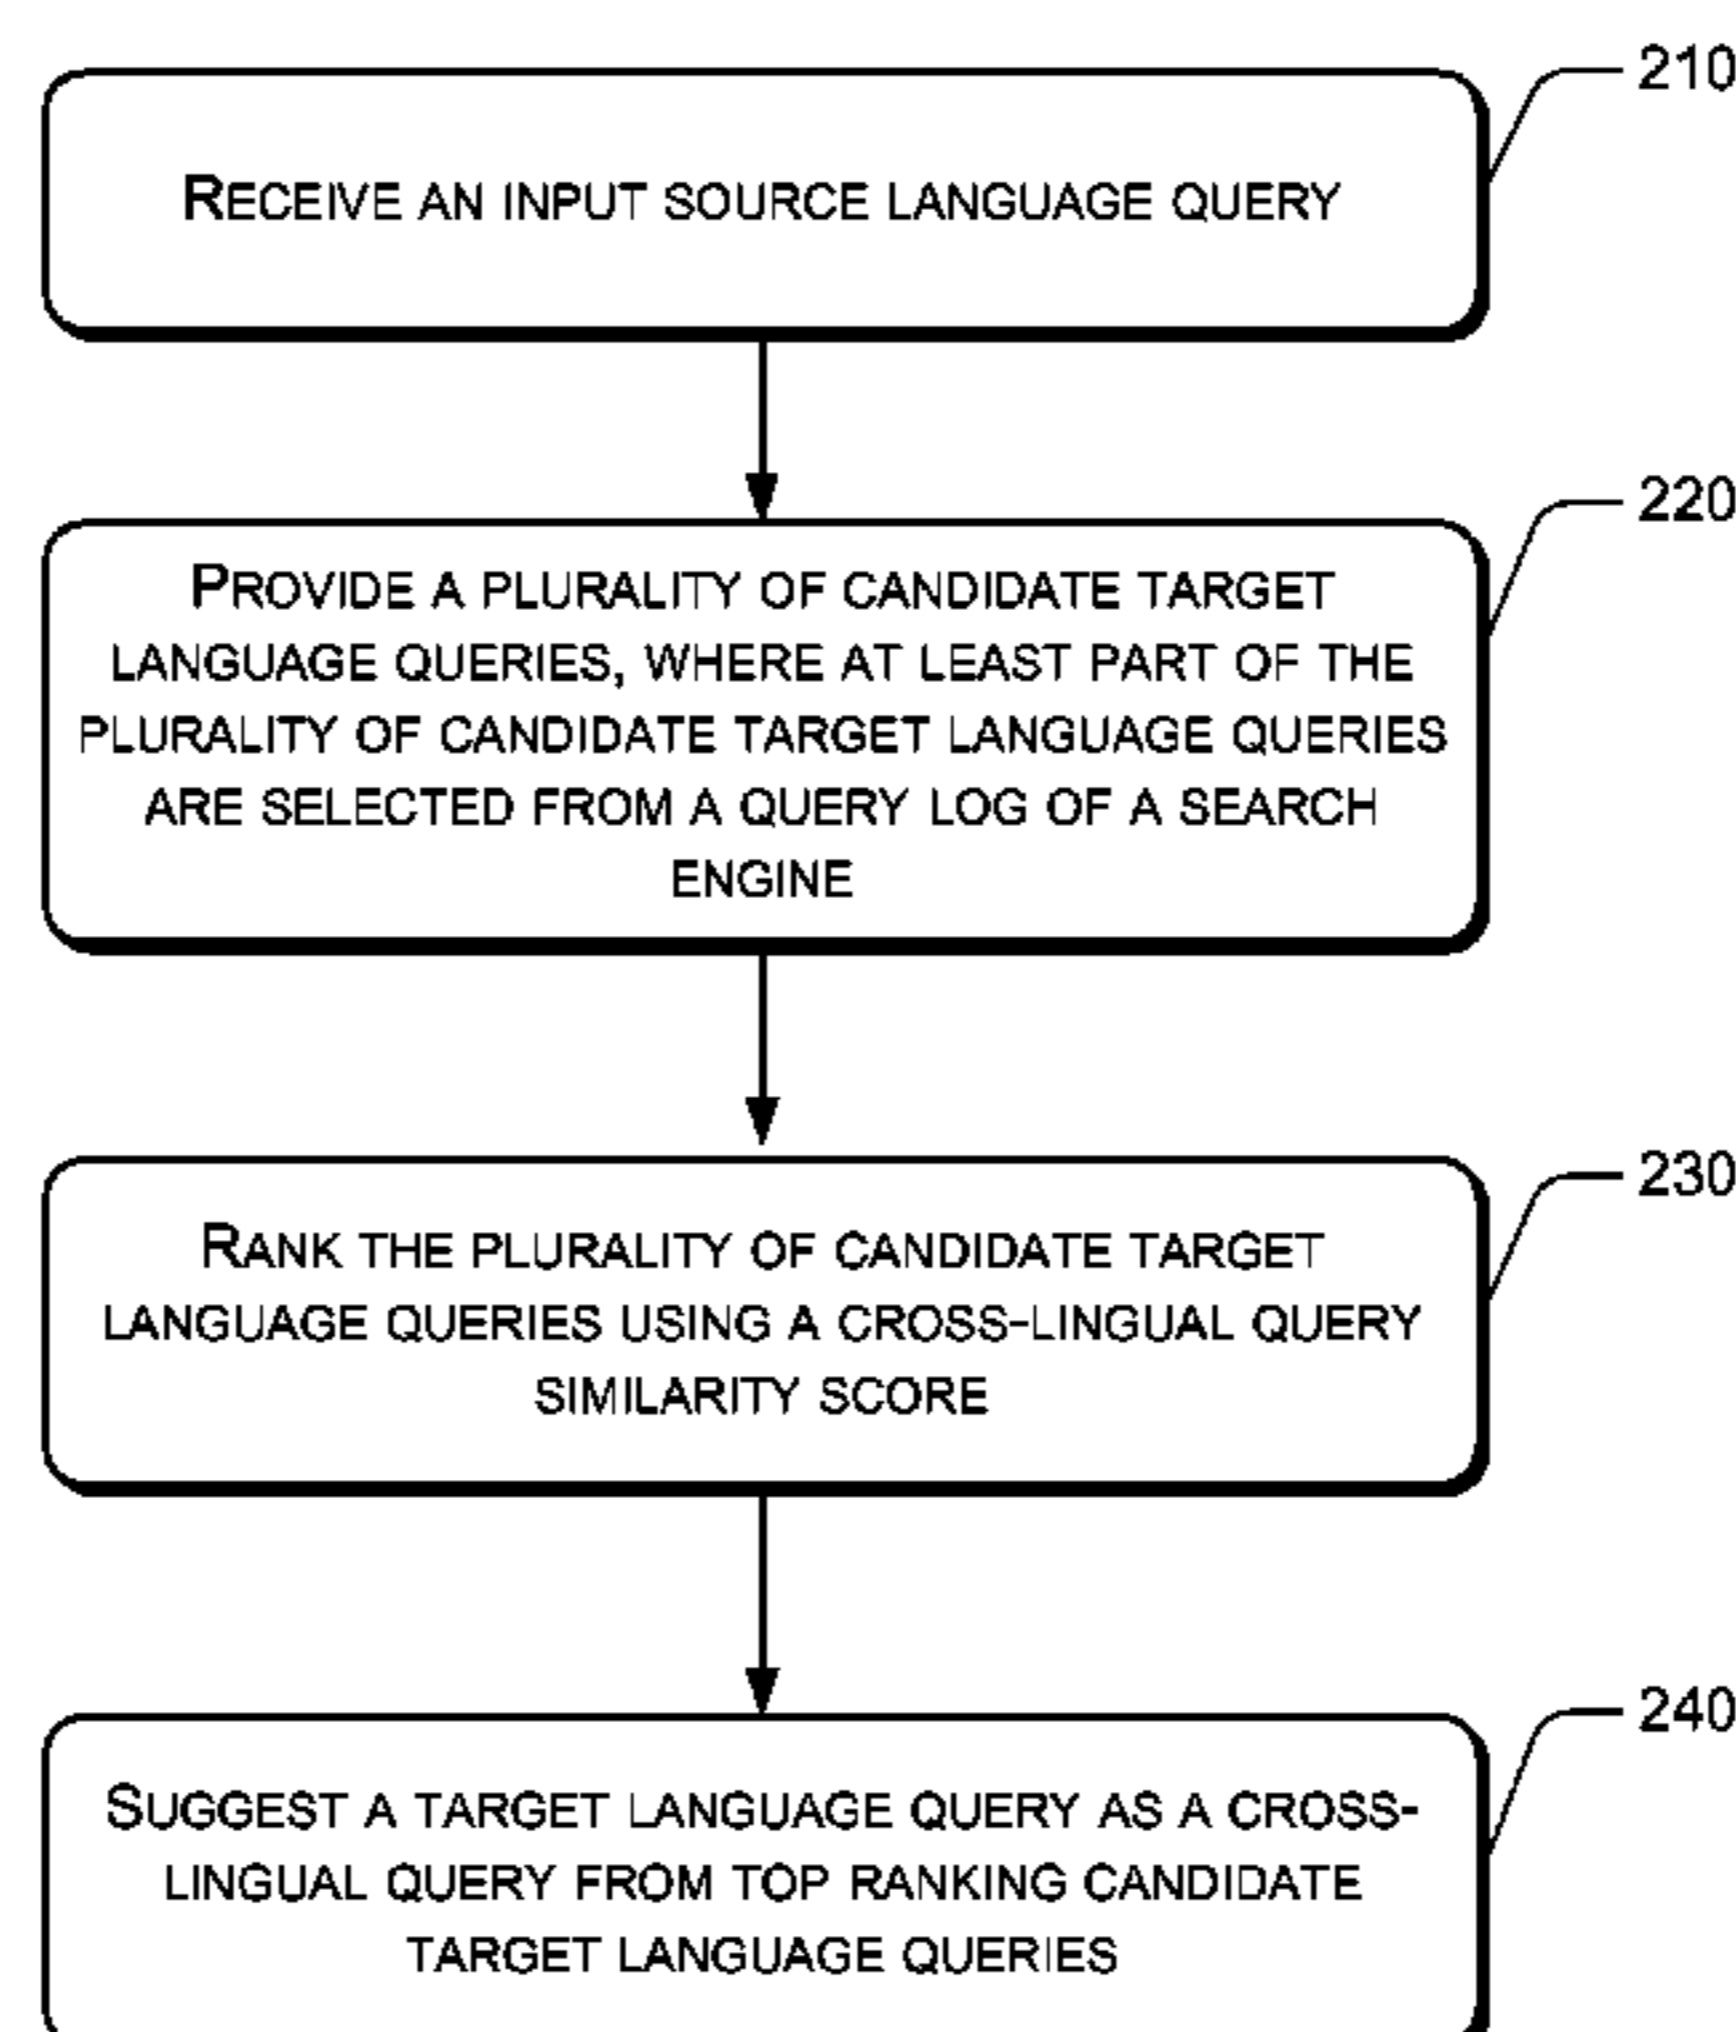 210
RECEIVE AN INPUT SOURCE LANGUAGE QUERY
220
PROVIDE A PLURALITY OF CANDIDATE TARGET
LANGUAGE QUERIES, WHERE AT LEAST PART OF THE
PLURALITY OF CANDIDATE TARGET LANGUAGE QUERIES
ARE SELECTED FROM A QUERY LOG OF A SEARCH
ENGINE
230
RANK THE PLURALITY OF CANDIDATE TARGET
LANGUAGE QUERIES USING A CROSS-LINGUAL QUERY
SIMILARITY SCORE
240
SUGGEST A TARGET LANGUAGE QUERY AS A CROSS-
LINGUAL QUERY FROM TOP RANKING CANDIDATE
TARGET LANGUAGE QUERIES